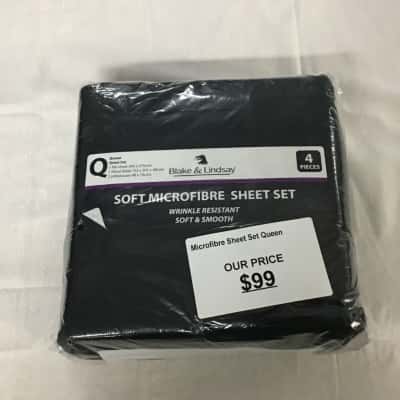 Q
Queen
Blake & Lindsay
4
PIECES
SOFT MICROFIBRE SHEET SET
WRINKLE RESISTANT
SOFT & SMOOTH
Microfibre Sheet Set Queen
OUR PRICE
$99